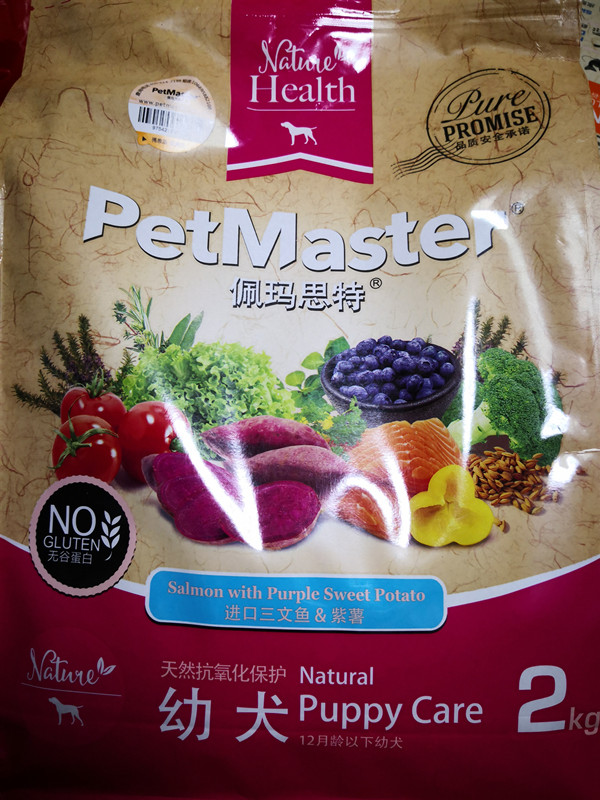 Nature
Health
PetMaster
Pure
PROMISE
品质安全承诺
PetMaster®
佩玛思特®
NO
GLUTEN
无谷蛋白
Salmon with Purple Sweet Potato
进口三文鱼 & 紫薯
Nature
天然抗氧化保护
幼犬
Natural
Puppy Care
12月龄以下幼犬
2kg